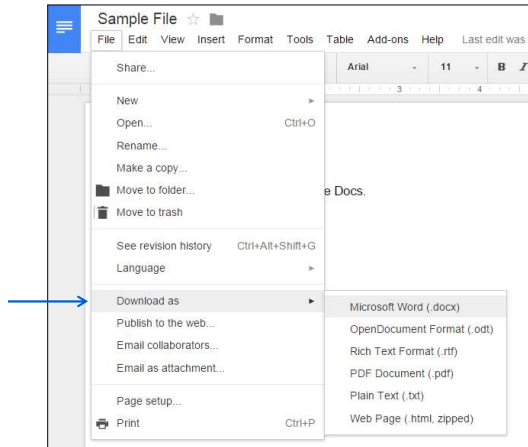 Sample File
File Edit View Insert Format Tools Table Add-ons Help Last edit was
Arial 11 B I
3 4
Share...
New
Open... Ctrl+O
Rename...
Make a copy...
Move to folder...
e Docs.
Move to trash
See revision history Ctrl+Alt+Shift+G
Language
Download as
Microsoft Word (.docx)
Publish to the web...
OpenDocument Format (.odt)
Email collaborators...
Rich Text Format (.rtf)
Email as attachment...
PDF Document (.pdf)
Plain Text (.txt)
Page setup...
Web Page (.html, zipped)
Print Ctrl+P